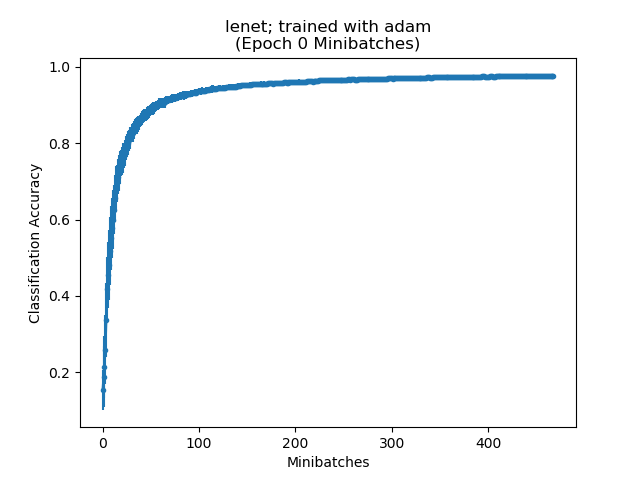 lenet; trained with adam
(Epoch 0 Minibatches)
1.0
0.8
0.6
0.4
0.2
Classification Accuracy
0 100 200 300 400
Minibatches